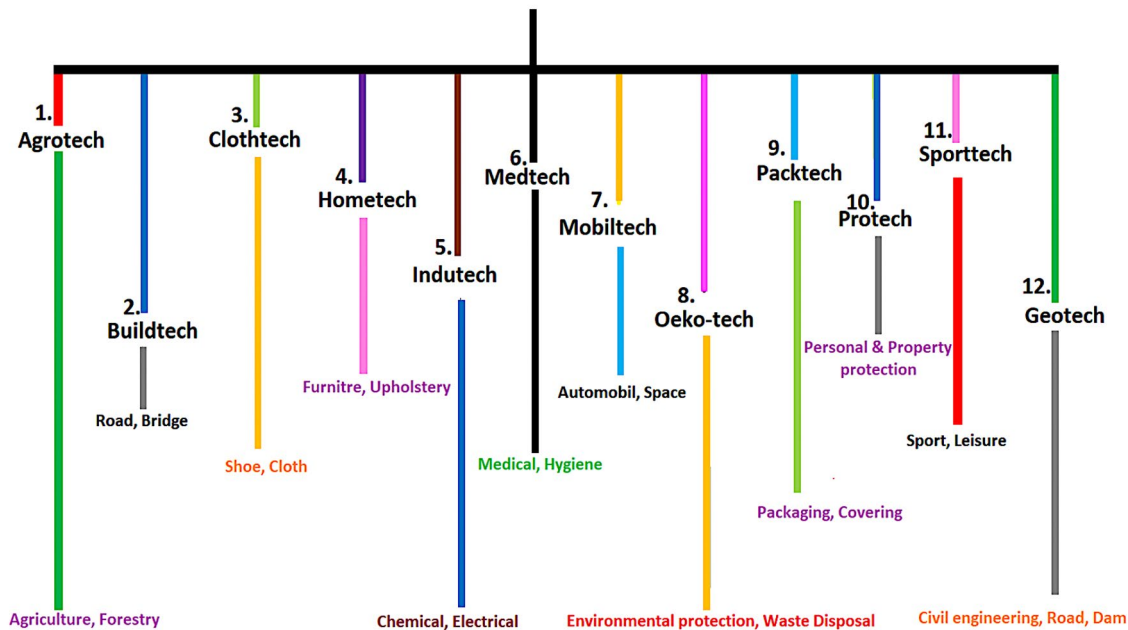 1.
Agrotech
Agriculture, Forestry
2.
Buildtech
Road, Bridge
3.
Clothtech
Shoe, Cloth
4.
Hometech
Furnitre, Upholstery
5.
Indutech
Chemical, Electrical
6.
Medtech
Medical, Hygiene
7.
Mobiltech
Automobil, Space
8.
Oeko-tech
Environmental protection, Waste Disposal
9.
Packtech
Packaging, Covering
10.
Protech
Personal & Property
protection
11.
Sporttech
Sport, Leisure
12.
Geotech
Civil engineering, Road, Dam